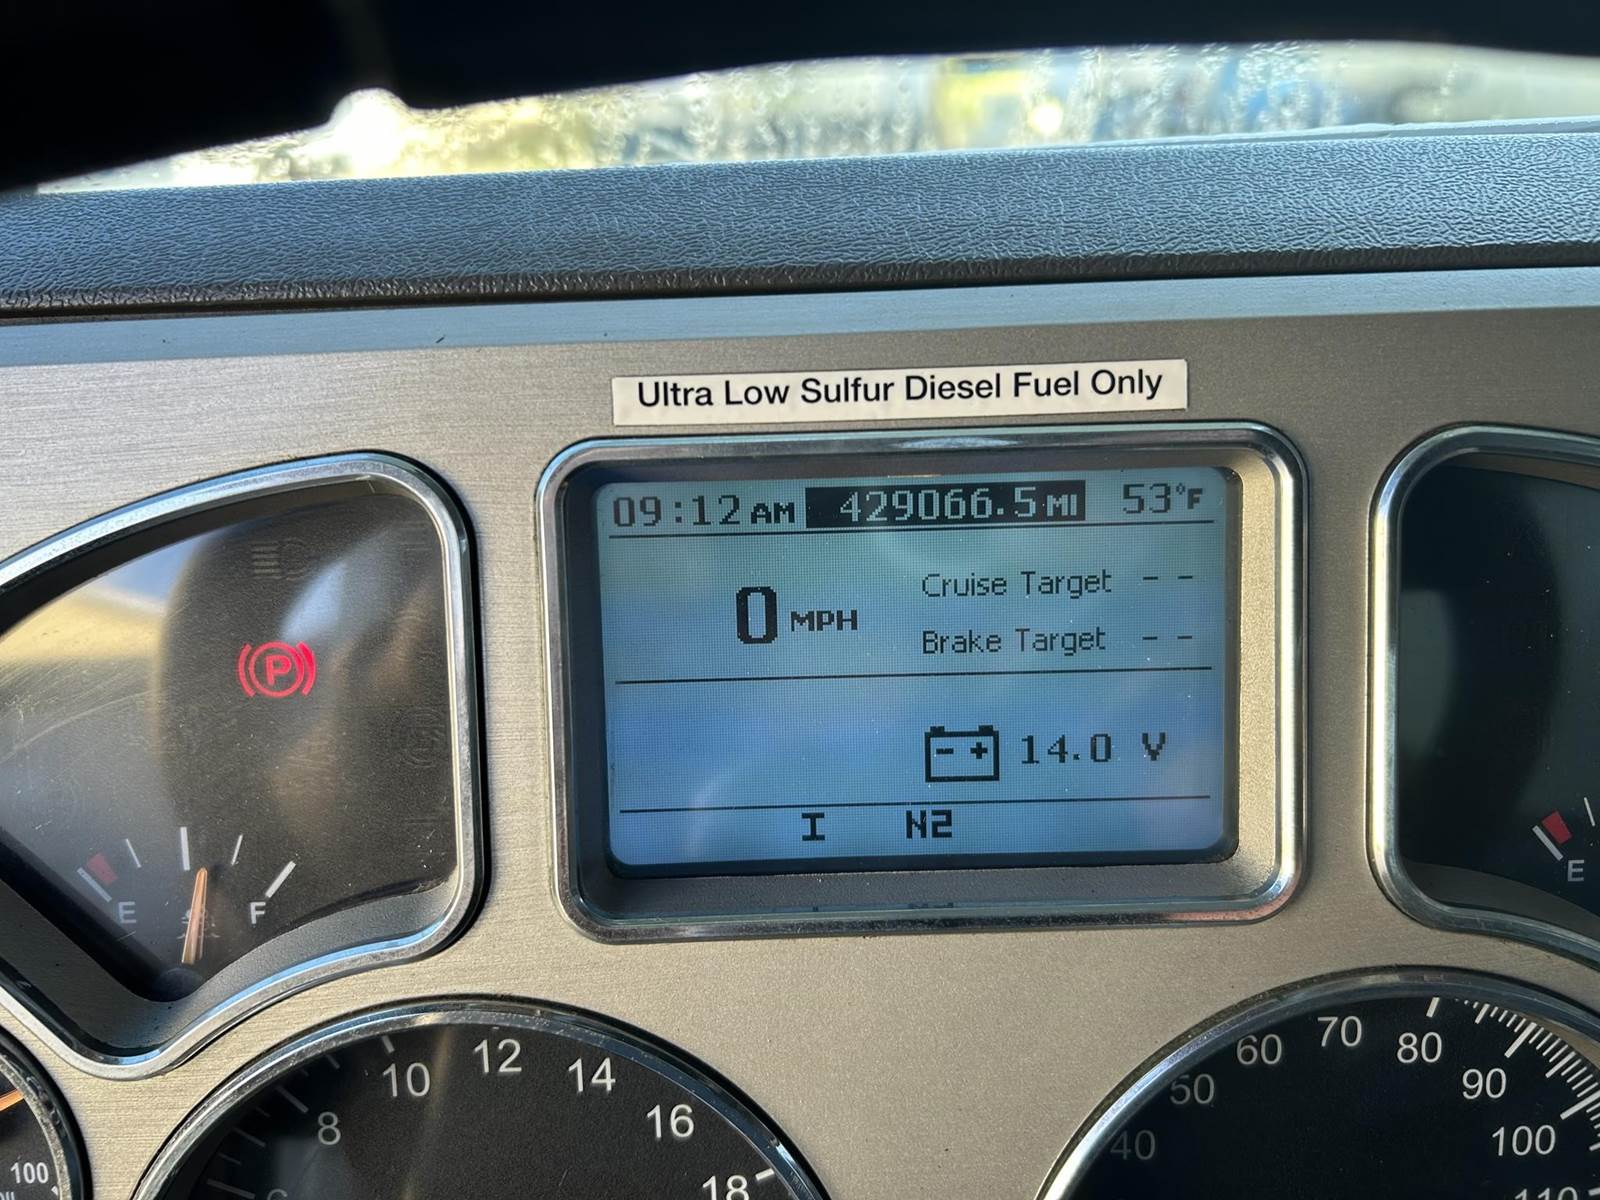 Ultra Low Sulfur Diesel Fuel Only
09:12 AM 429066.5 MI 53°F
0 MPH
Cruise Target - -
Brake Target - -
- + 14.0 V
I N2
P
E F
E
8 10 12 14 16 18
40 50 60 70 80 90 100
100